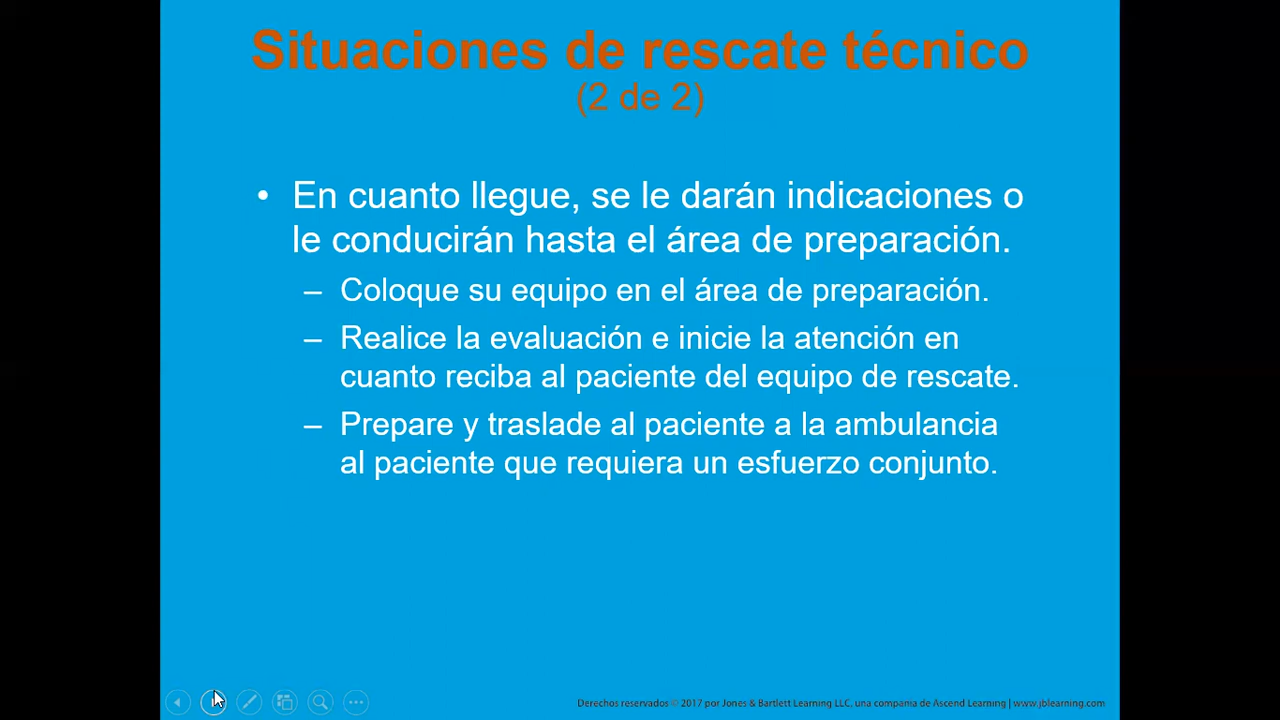 Situaciones de rescate técnico
(2 de 2)
• En cuanto llegue, se le darán indicaciones o
le conducirán hasta el área de preparación.
– Coloque su equipo en el área de preparación.
– Realice la evaluación e inicie la atención en
cuanto reciba al paciente del equipo de rescate.
– Prepare y traslade al paciente a la ambulancia
al paciente que requiera un esfuerzo conjunto.
Derechos reservados © 2017 por Jones & Bartlett Learning LLC, una compania de Ascend Learning | www.jblearning.com